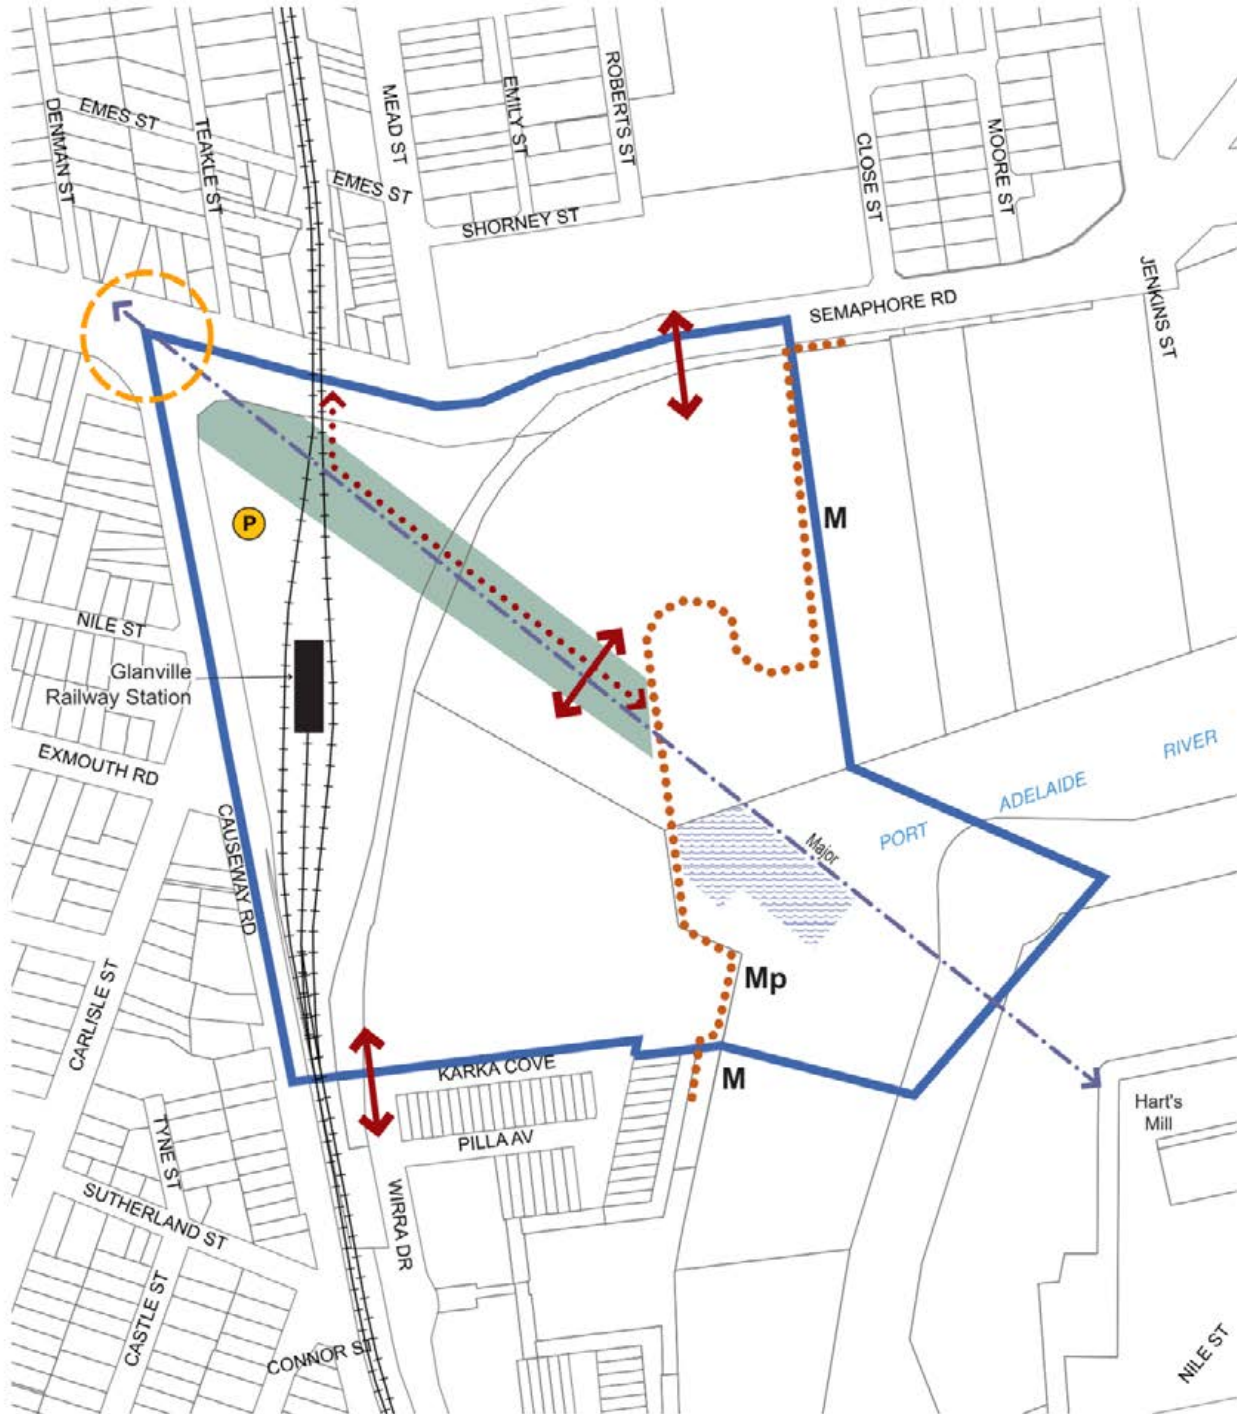 EMES ST
DENMAN ST
TEAKLE ST
MEAD ST
EMILY ST
ROBERTS ST
CLOSE ST
MOORE ST
EMES ST
SHORNEY ST
JENKINS ST
SEMAPHORE RD
M
P
NILE ST
Glanville
Railway Station
EXMOUTH RD
CAUSEWAY RD
RIVER
ADELAIDE
PORT
Major
CARLISLE ST
Mp
KARKA COVE
M
PILLA AV
Hart's
Mill
TYNE ST
SUTHERLAND ST
WIRRA DR
CASTLE ST
CONNOR ST
NILE ST